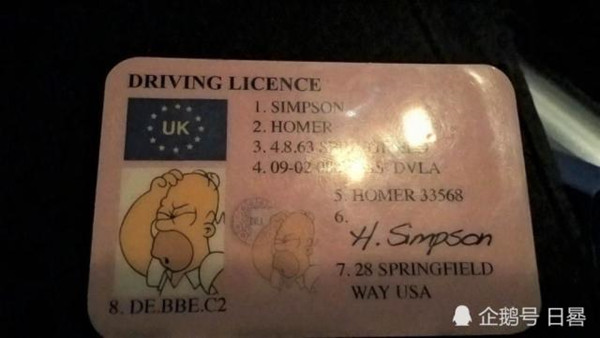 DRIVING LICENCE
UK
1. SIMPSON
2. HOMER
3. 4.8.63
4. 09-02 DVLA
5. HOMER 33568
6.
H. Simpson
7. 28 SPRINGFIELD
WAY USA
8. DE.BBE.C2
企鹅号 日晷